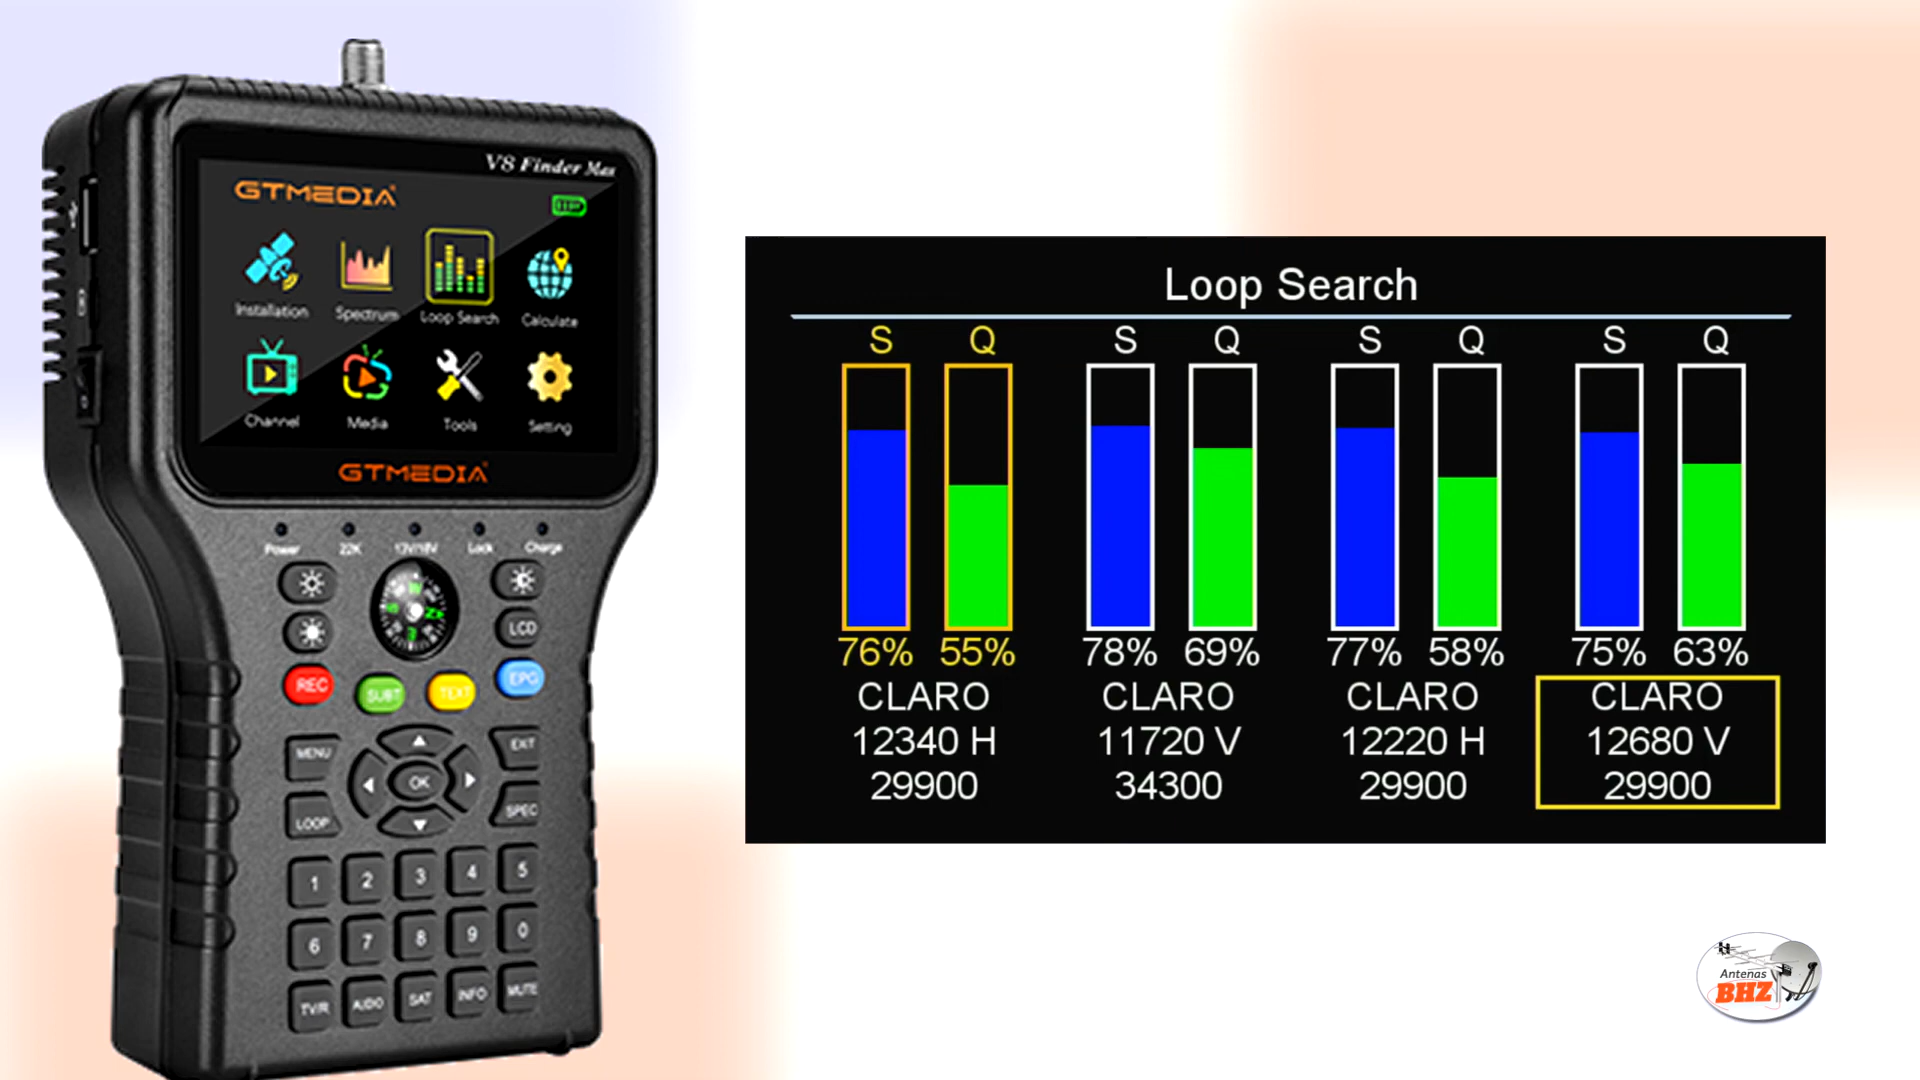 V8 Finder Max
GTMEDIA
Installation Spectrum Loop Search Calculate
Channel Media Tools Setting
GTMEDIA
Power 22K 13V/18V Lock Charge
LCD
REC SUBT TEXT EPG
MENU EXIT
OK
LOOP SPEC
1 2 3 4 5
6 7 8 9 0
TV/R AUDIO SAT INFO MUTE
Loop Search
S Q S Q S Q S Q
76% 55% 78% 69% 77% 58% 75% 63%
CLARO CLARO CLARO CLARO
12340 H 11720 V 12220 H 12680 V
29900 34300 29900 29900
Antenas
BHZ